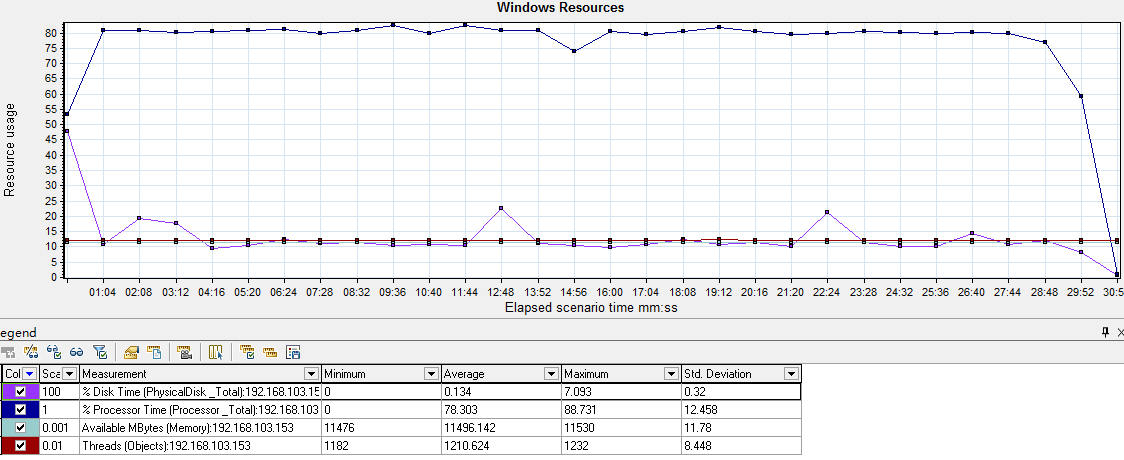 Windows Resources
Resource usage
80
75
70
65
60
55
50
45
40
35
30
25
20
15
10
5
0
01:04 02:08 03:12 04:16 05:20 06:24 07:28 08:32 09:36 10:40 11:44 12:48 13:52 14:56 16:00 17:04 18:08 19:12 20:16 21:20 22:24 23:28 24:32 25:36 26:40 27:44 28:48 29:52 30:5
Elapsed scenario time mm:ss
egend
Col Sca Measurement Minimum Average Maximum Std. Deviation
100 % Disk Time (PhysicalDisk _Total):192.168.103.15 0 0.134 7.093 0.32
1 % Processor Time (Processor _Total):192.168.103 0 78.303 88.731 12.458
0.001 Available MBytes (Memory):192.168.103.153 11476 11496.142 11530 11.78
0.01 Threads (Objects):192.168.103.153 1182 1210.624 1232 8.448